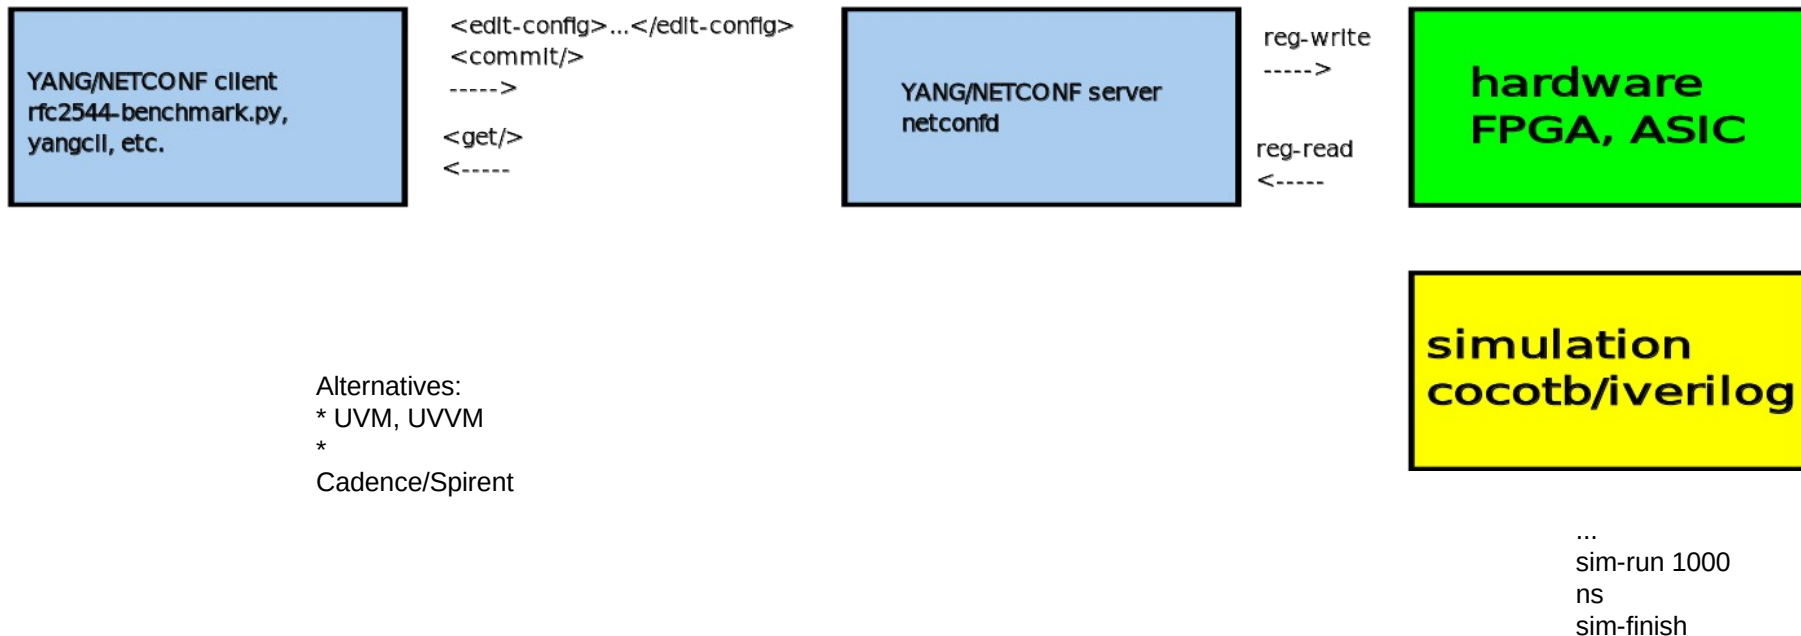 YANG/NETCONF client
rfc2544-benchmark.py,
yangcli, etc.
<edit-config>...</edit-config>
<commit/>
----->
<get/>
<-----
YANG/NETCONF server
netconfd
reg-write
----->
reg-read
<-----
hardware
FPGA, ASIC
simulation
cocotb/iverilog
Alternatives:
* UVM, UVVM
*
Cadence/Spirent
...
sim-run 1000
ns
sim-finish